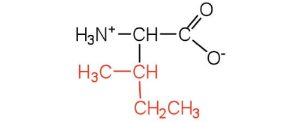 O
H₃N⁺ CH C
O⁻
H₃C CH
CH₂CH₃